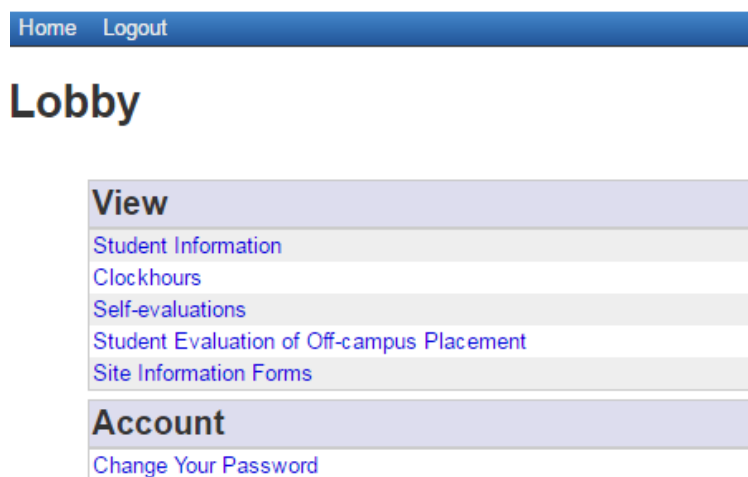 Home Logout
Lobby
View
Student Information
Clockhours
Self-evaluations
Student Evaluation of Off-campus Placement
Site Information Forms
Account
Change Your Password